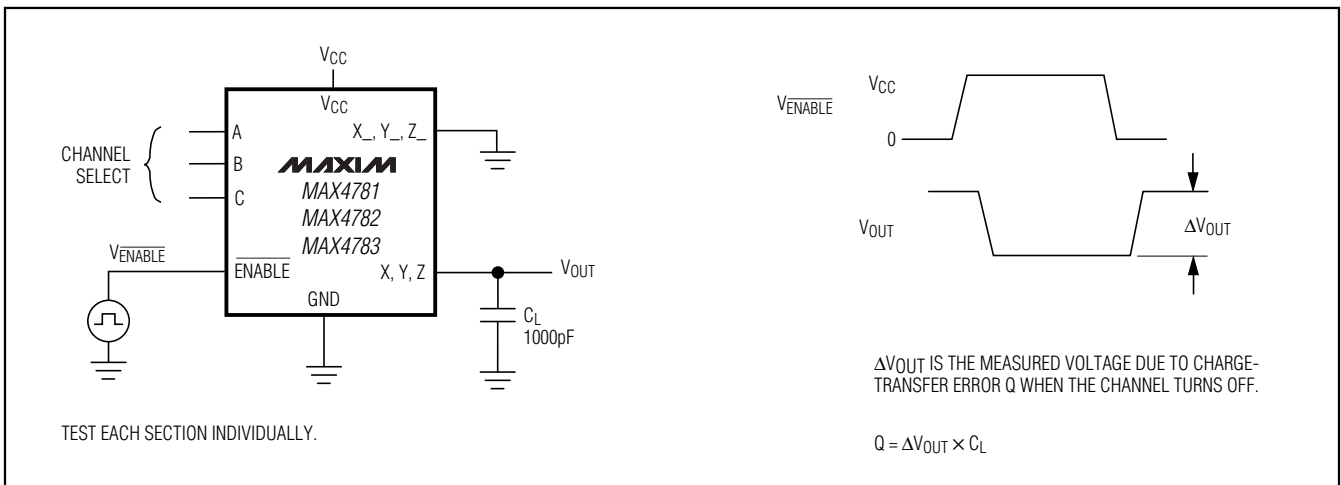 VCC
VCC
A
X_, Y_, Z_
CHANNEL
SELECT
B
MAXIM
C
MAX4781
MAX4782
MAX4783
VENABLE
ENABLE
X, Y, Z
VOUT
GND
CL
1000pF
TEST EACH SECTION INDIVIDUALLY.
VENABLE
VCC
0
VOUT
ΔVOUT
ΔVOUT IS THE MEASURED VOLTAGE DUE TO CHARGE-
TRANSFER ERROR Q WHEN THE CHANNEL TURNS OFF.
Q = ΔVOUT × CL